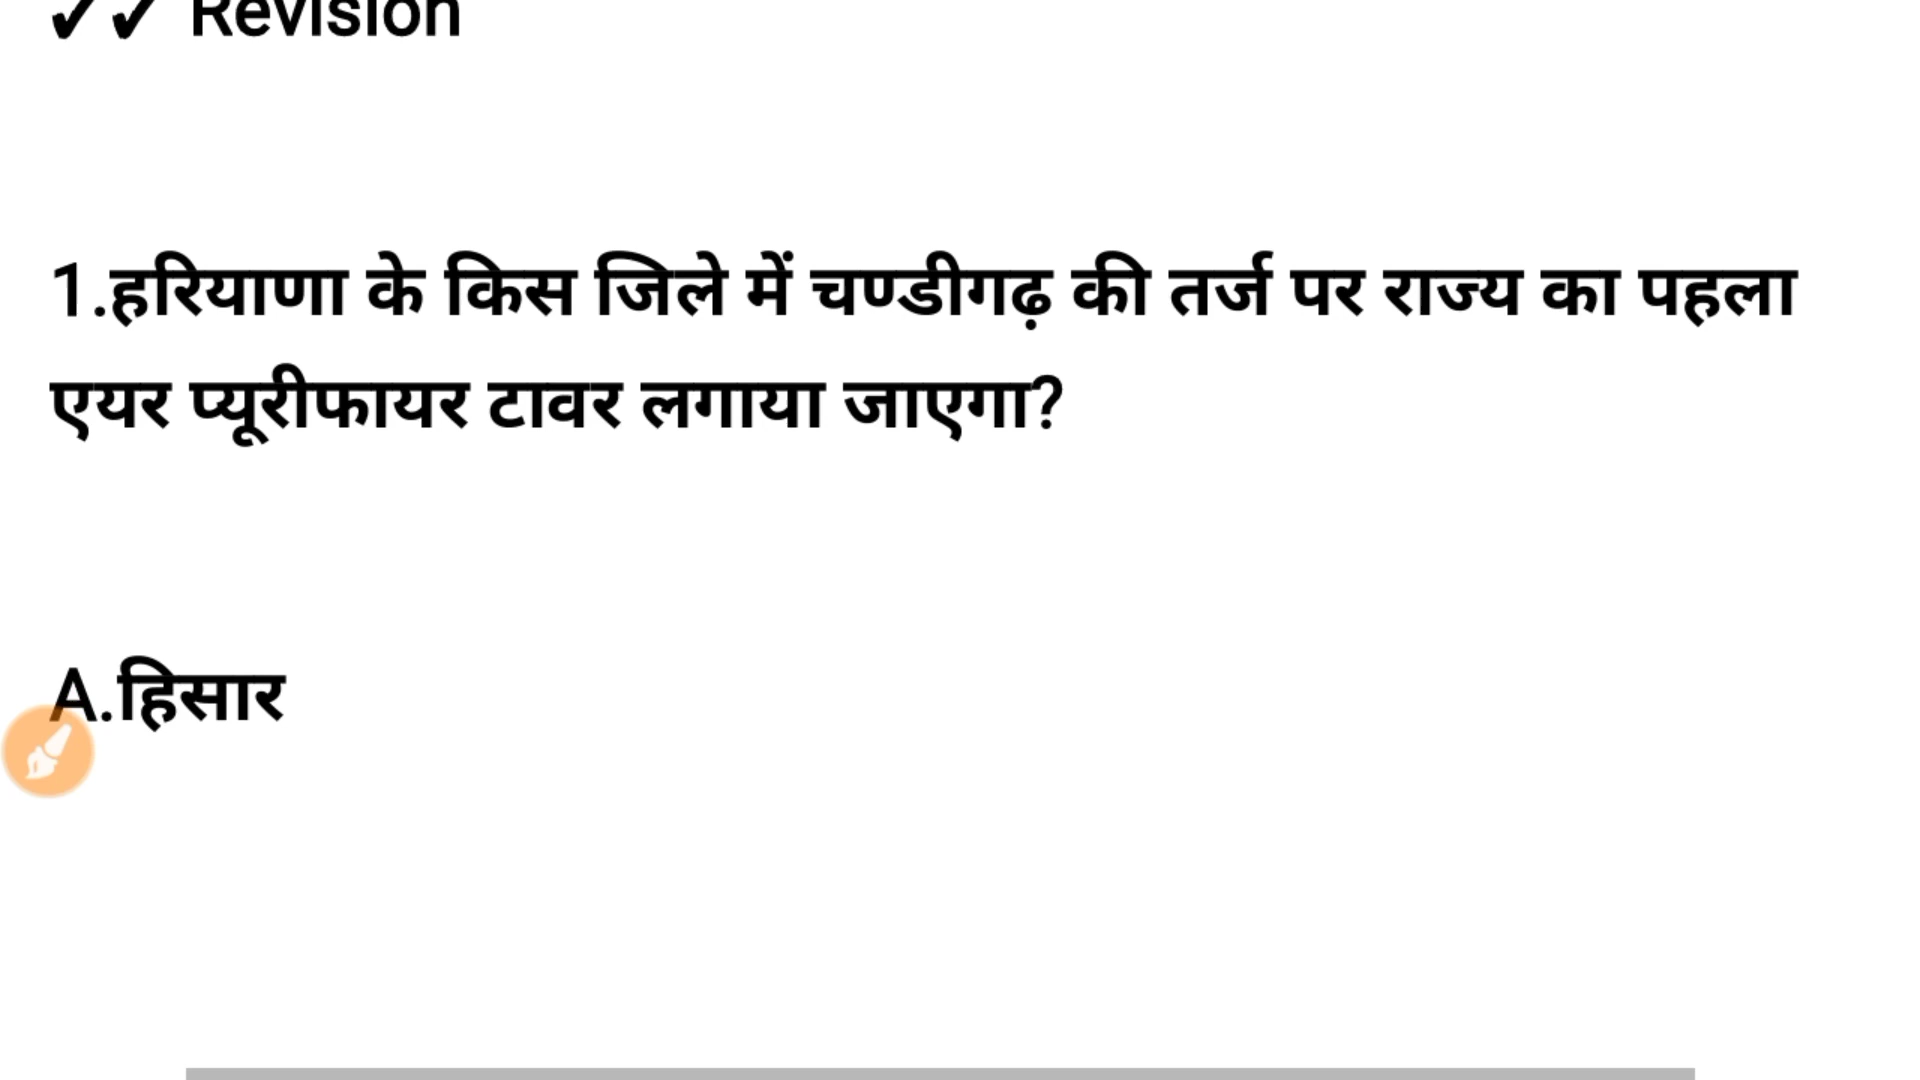 ✔✔ Revision
1.हरियाणा के किस जिले में चण्डीगढ़ की तर्ज पर राज्य का पहला
एयर प्यूरीफायर टावर लगाया जाएगा?
A.हिसार